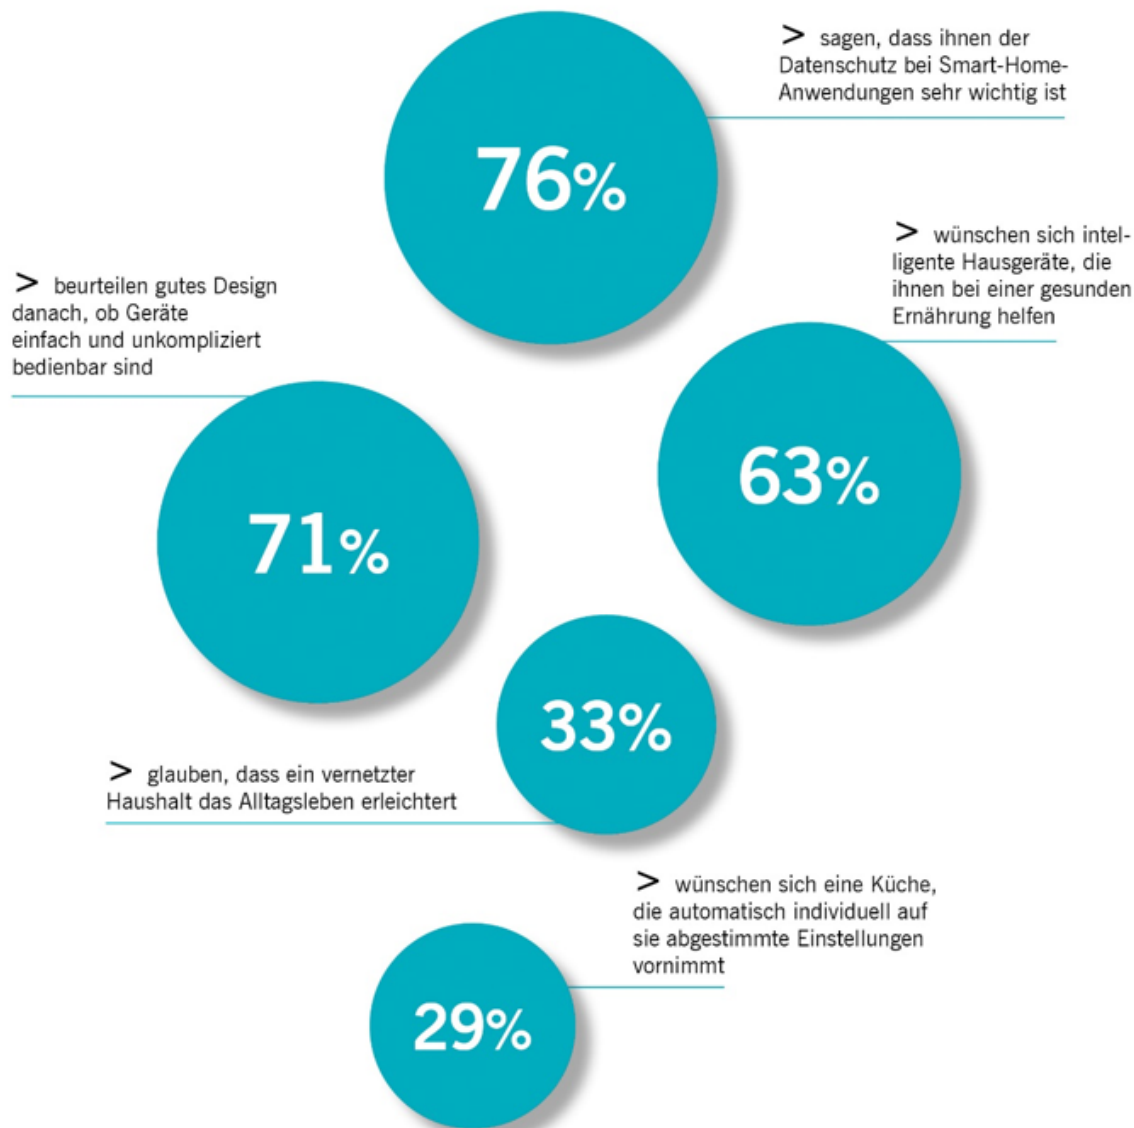 > sagen, dass ihnen der
Datenschutz bei Smart-Home-
Anwendungen sehr wichtig ist
76%
> wünschen sich intel-
ligente Hausgeräte, die
ihnen bei einer gesunden
Ernährung helfen
63%
> beurteilen gutes Design
danach, ob Geräte
einfach und unkompliziert
bedienbar sind
71%
33%
> glauben, dass ein vernetzter
Haushalt das Alltagsleben erleichtert
> wünschen sich eine Küche,
die automatisch individuell auf
sie abgestimmte Einstellungen
vornimmt
29%